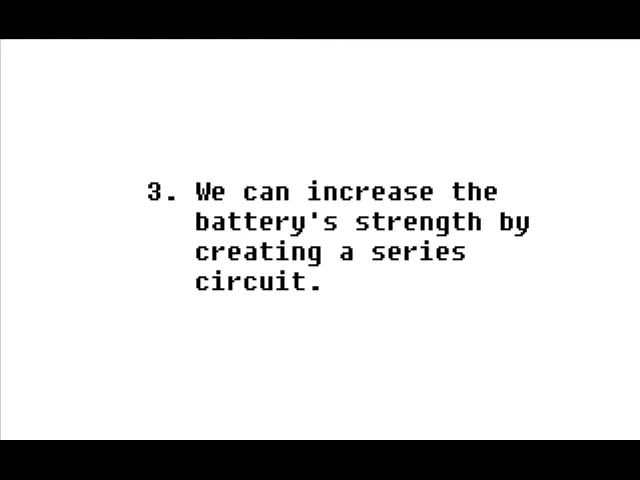 3. We can increase the
battery's strength by
creating a series
circuit.